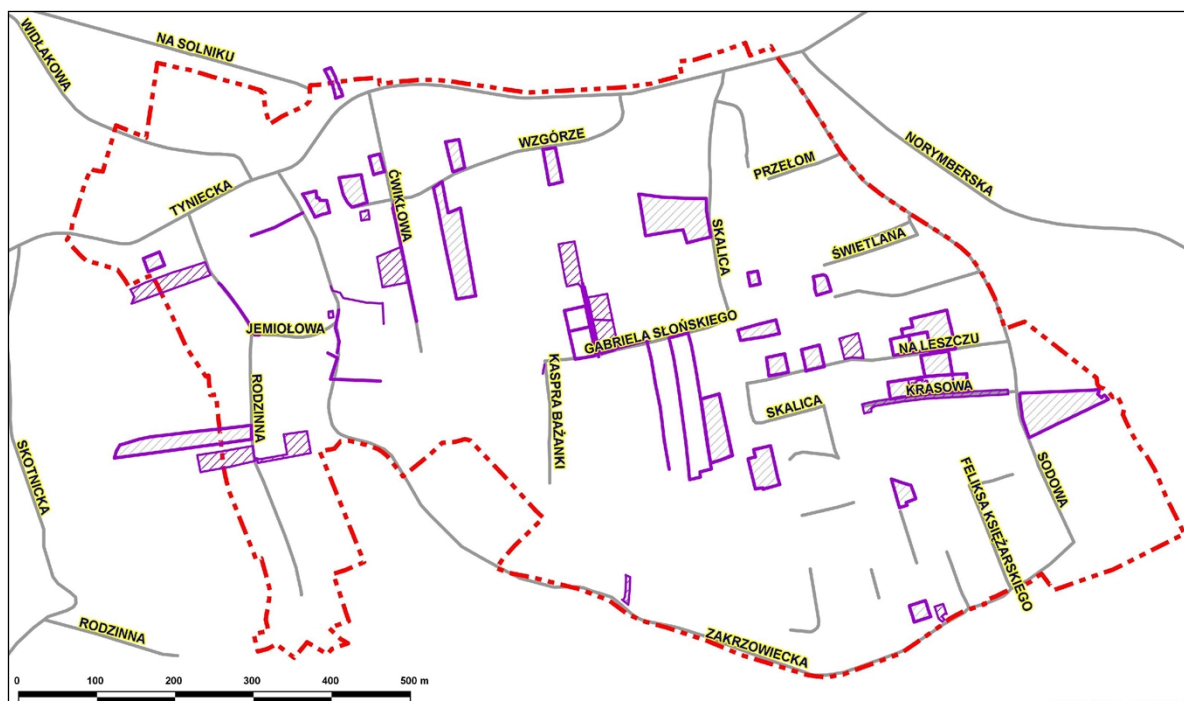 WIDŁAKOWA
NA SOLNIKU
NORYMBERSKA
WZGÓRZE
PRZEŁOM
TYNIECKA
ĆWIKŁOWA
SKALICA
ŚWIETLANA
JEMIOŁOWA
GABRIELA SŁOŃSKIEGO
NA LESZCZU
KRASOWA
RODZINNA
KASPRA BAŻANKI
SKALICA
SKOTNICKA
FELIKSA KSIĘŻARSKIEGO
SODOWA
RODZINNA
ZAKRZOWIECKA
0 100 200 300 400 500 m